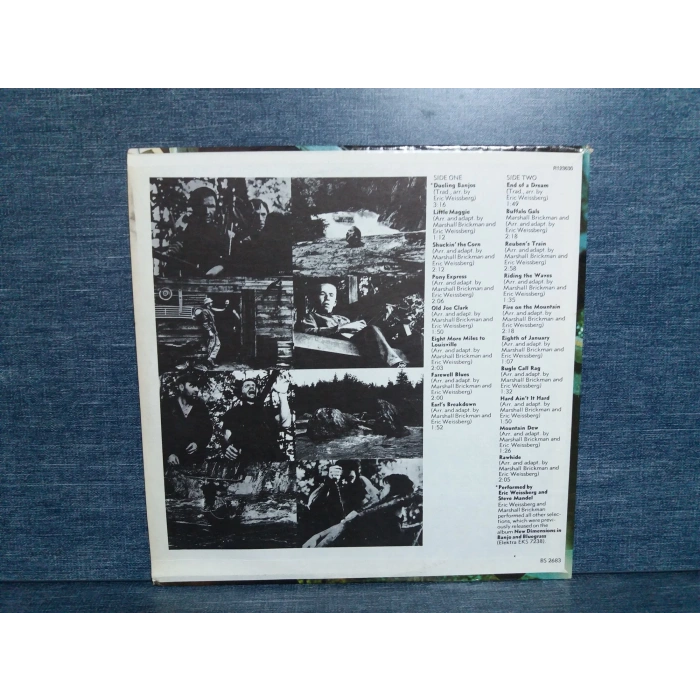 P120606
SIDE ONE
*Dueling Banjos
(Trad., arr. by
Eric Weissberg)
3:16
Little Maggie
(Arr. and adapt. by
Marshall Brickman and
Eric Weissberg)
1:12
Shuckin' the Corn
(Arr. and adapt. by
Marshall Brickman and
Eric Weissberg)
2:12
Pony Express
(Arr. and adapt. by
Marshall Brickman and
Eric Weissberg)
2:06
Old Joe Clark
(Arr. and adapt. by
Marshall Brickman and
Eric Weissberg)
1:50
Eight More Miles to
Louisville
(Arr. and adapt. by
Marshall Brickman and
Eric Weissberg)
2:03
Farewell Blues
(Arr. and adapt. by
Marshall Brickman and
Eric Weissberg)
2:00
Earl's Breakdown
(Arr. and adapt. by
Marshall Brickman and
Eric Weissberg)
1:52
SIDE TWO
End of a Dream
(Trad., arr. by
Eric Weissberg)
1:49
Buffalo Gals
Marshall Brickman and
(Arr. and adapt. by
Eric Weissberg)
2:18
Reuben's Train
(Arr. and adapt. by
Marshall Brickman and
Eric Weissberg)
2:58
Riding the Waves
(Arr. and adapt. by
Marshall Brickman and
Eric Weissberg)
1:35
Fire on the Mountain
(Arr. and adapt. by
Marshall Brickman and
Eric Weissberg)
2:18
Eighth of January
(Arr. and adapt. by
Marshall Brickman and
Eric Weissberg)
1:07
Bugle Call Rag
(Arr. and adapt. by
Marshall Brickman and
Eric Weissberg)
1:32
Hard Ain't It Hard
(Arr. and adapt. by
Marshall Brickman and
Eric Weissberg)
1:50
Mountain Dew
(Arr. and adapt. by
Marshall Brickman and
Eric Weissberg)
1:26
Rawhide
(Arr. and adapt. by
Marshall Brickman and
Eric Weissberg)
2:05
*Performed by
Eric Weissberg and
Steve Mandel
Eric Weissberg and
Marshall Brickman
performed all other selec-
tions, which were previ-
ously released on the
album New Dimensions in
Banjo and Bluegrass
(Elektra EKS 7238).
BS 2683